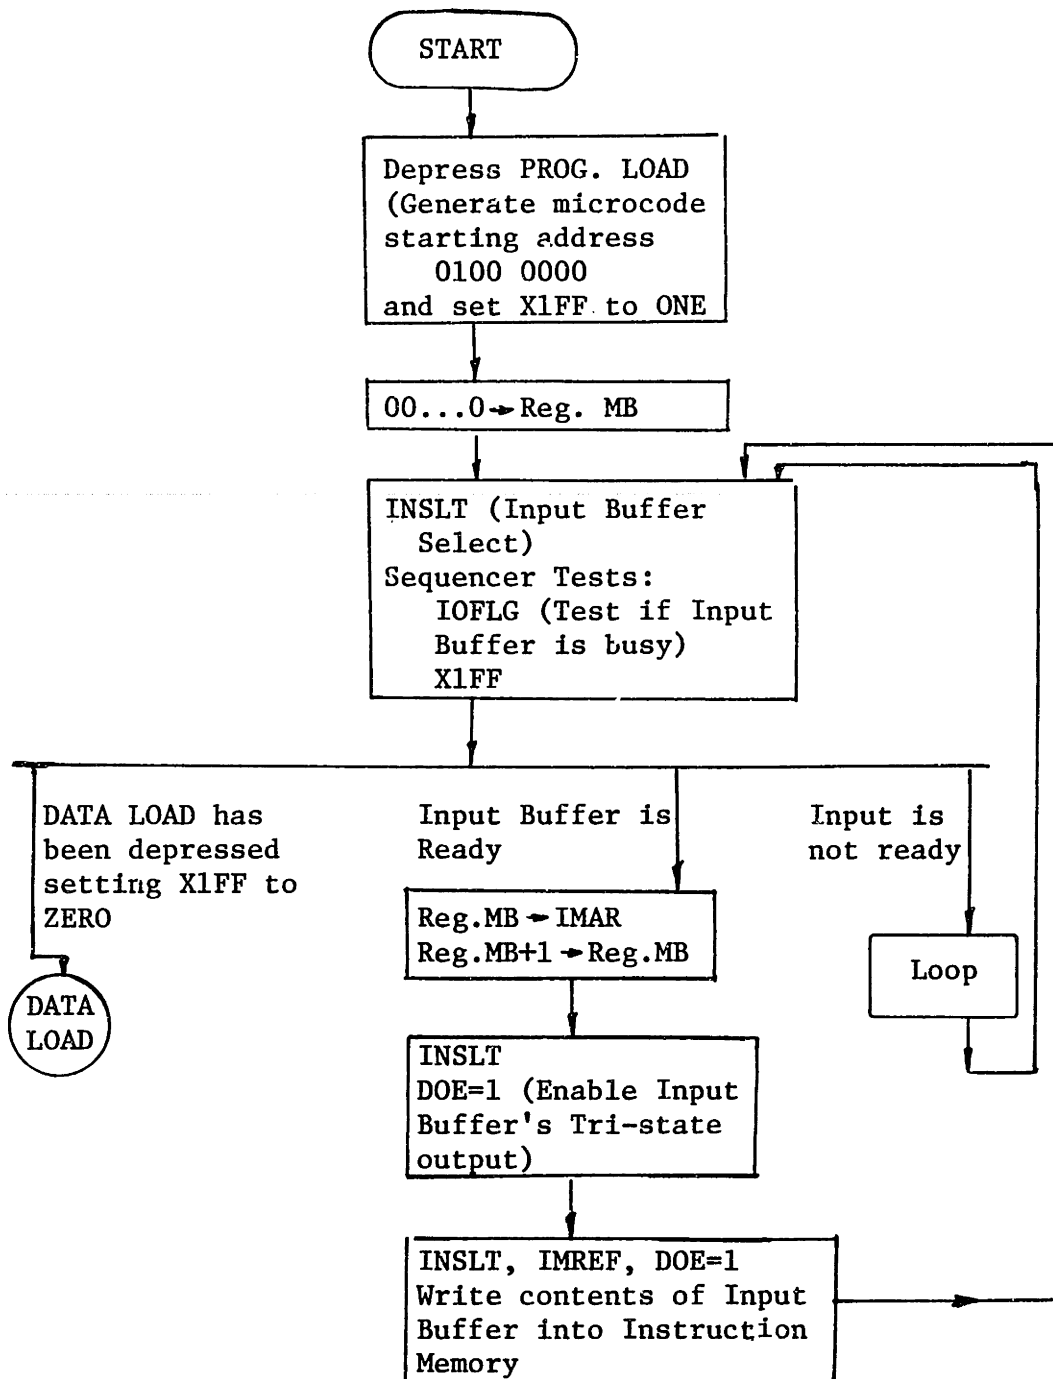 START
Depress PROG. LOAD
(Generate microcode
starting address
0100 0000
and set X1FF to ONE
00...0→Reg. MB
INSLT (Input Buffer
Select)
Sequencer Tests:
IOFLG (Test if Input
Buffer is busy)
X1FF
DATA LOAD has
been depressed
setting X1FF to
ZERO
DATA
LOAD
Input Buffer is
Ready
Reg.MB→IMAR
Reg.MB+1→Reg.MB
INSLT
DOE=1 (Enable Input
Buffer's Tri-state
output)
INSLT, IMREF, DOE=1
Write contents of Input
Buffer into Instruction
Memory
Input is
not ready
Loop